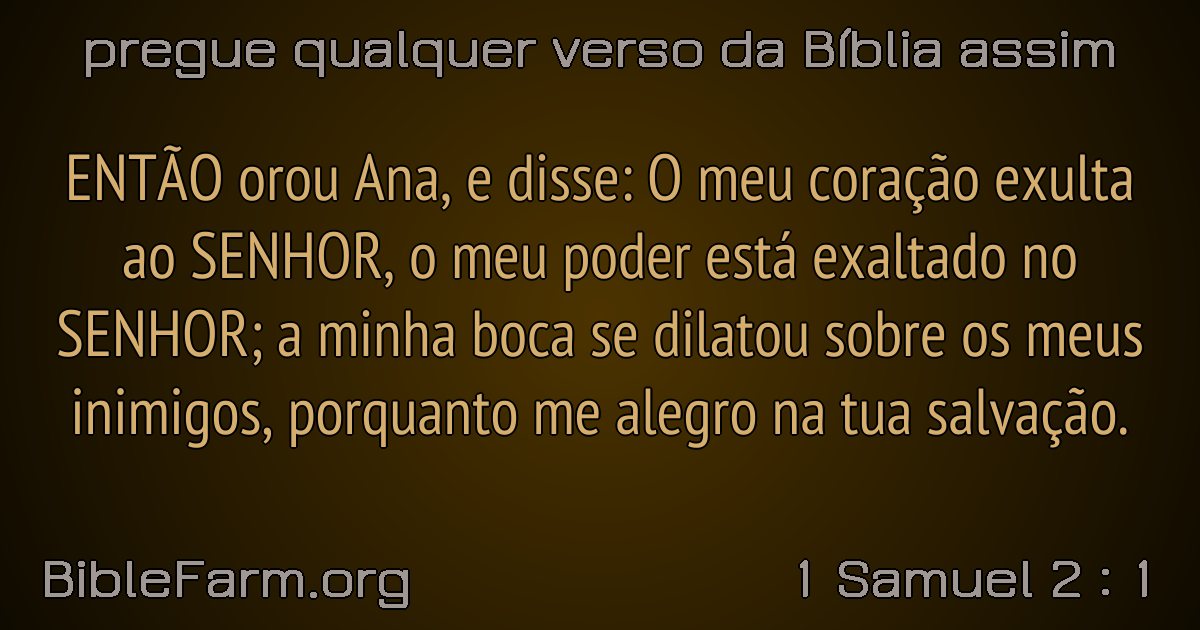 pregue qualquer verso da Bíblia assim
ENTÃO orou Ana, e disse: O meu coração exulta
ao SENHOR, o meu poder está exaltado no
SENHOR; a minha boca se dilatou sobre os meus
inimigos, porquanto me alegro na tua salvação.
BibleFarm.org
1 Samuel 2 : 1